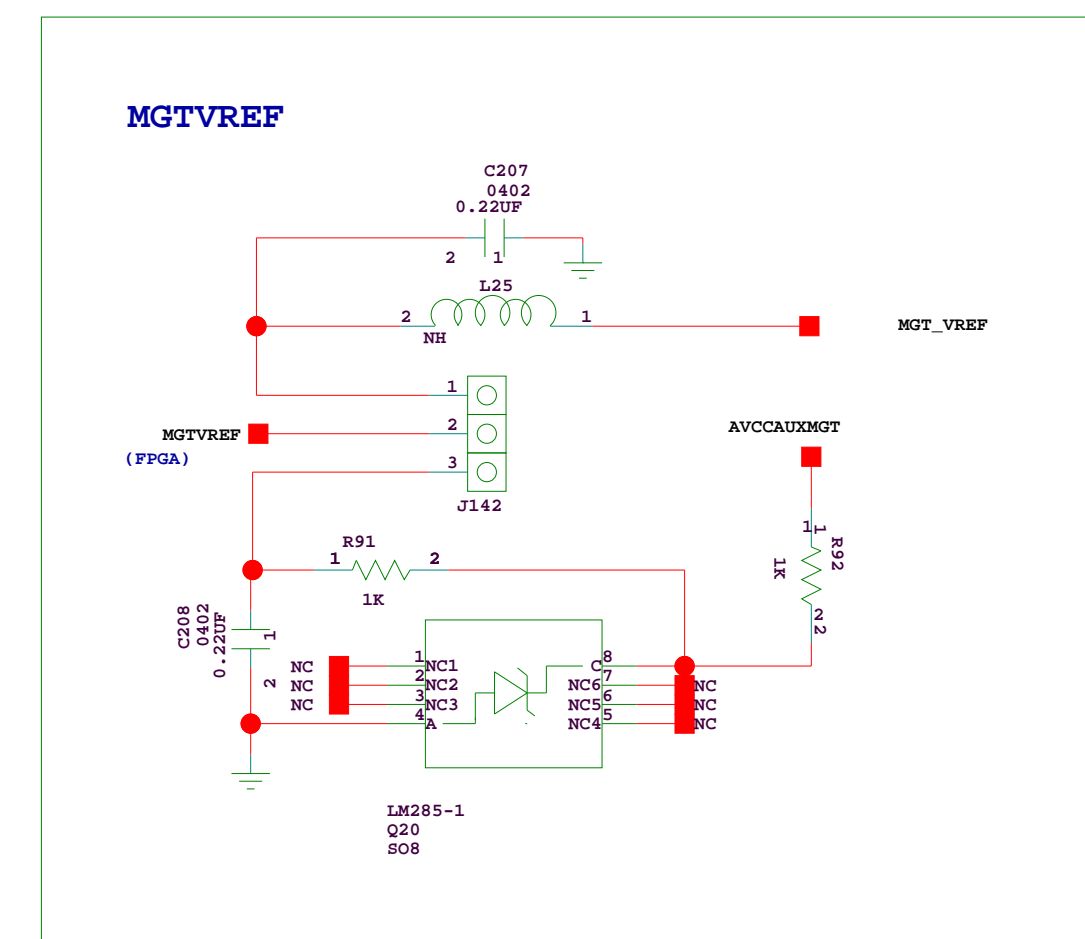 MGTVREF
C207
0402
0.22UF
2 1
L25
2 1
NH
MGT_VREF
1
MGTVREF 2
(FPGA)
3
J142
AVCCAUXMGT
1 1
R92
1K
2 2
R91
1 2
1K
C208
0402
0.22UF
1
2
NC 1 NC1
NC 2 NC2
NC 3 NC3
4 A
C 8
NC6 7 NC
NC5 6 NC
NC4 5 NC
LM285-1
Q20
SO8